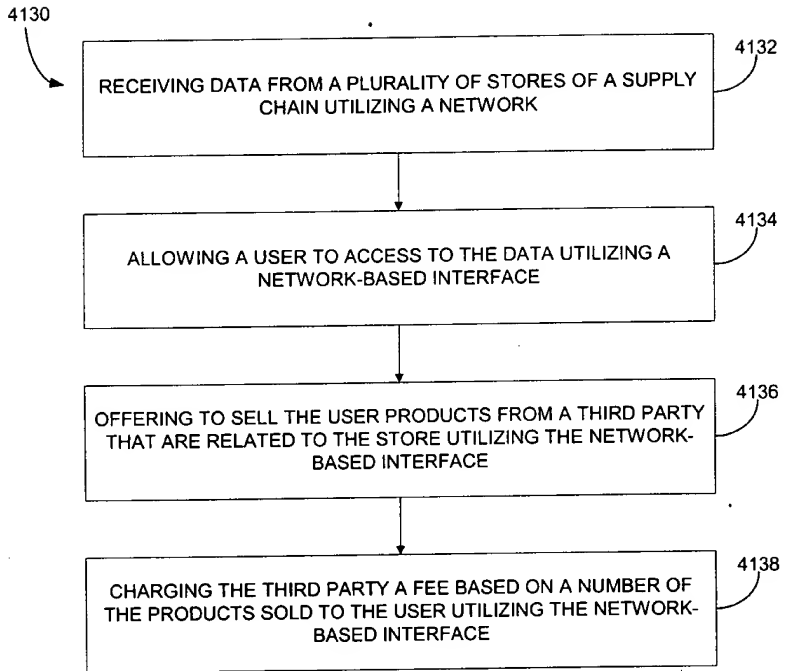 4130
4132
RECEIVING DATA FROM A PLURALITY OF STORES OF A SUPPLY
CHAIN UTILIZING A NETWORK
4134
ALLOWING A USER TO ACCESS TO THE DATA UTILIZING A
NETWORK-BASED INTERFACE
4136
OFFERING TO SELL THE USER PRODUCTS FROM A THIRD PARTY
THAT ARE RELATED TO THE STORE UTILIZING THE NETWORK-
BASED INTERFACE
4138
CHARGING THE THIRD PARTY A FEE BASED ON A NUMBER OF
THE PRODUCTS SOLD TO THE USER UTILIZING THE NETWORK-
BASED INTERFACE